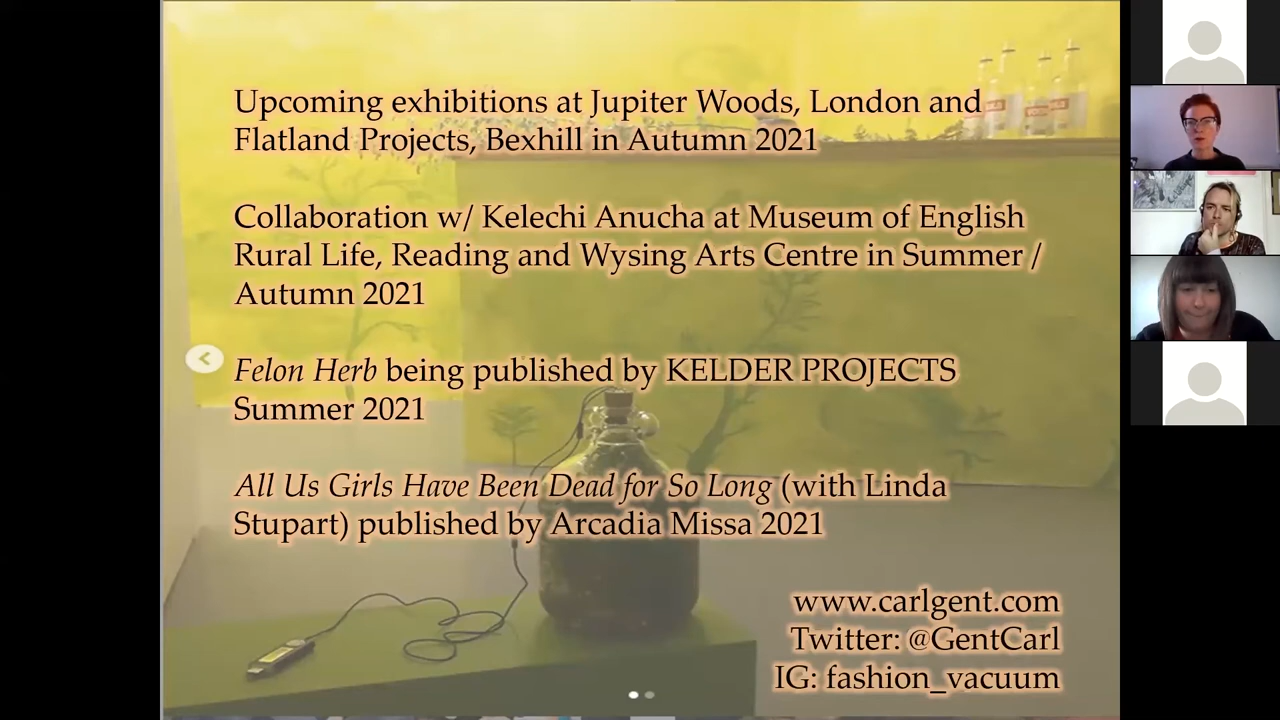 Upcoming exhibitions at Jupiter Woods, London and
Flatland Projects, Bexhill in Autumn 2021
Collaboration w/ Kelechi Anucha at Museum of English
Rural Life, Reading and Wysing Arts Centre in Summer /
Autumn 2021
Felon Herb being published by KELDER PROJECTS
Summer 2021
All Us Girls Have Been Dead for So Long (with Linda
Stupart) published by Arcadia Missa 2021
www.carlgent.com
Twitter: @GentCarl
IG: fashion_vacuum